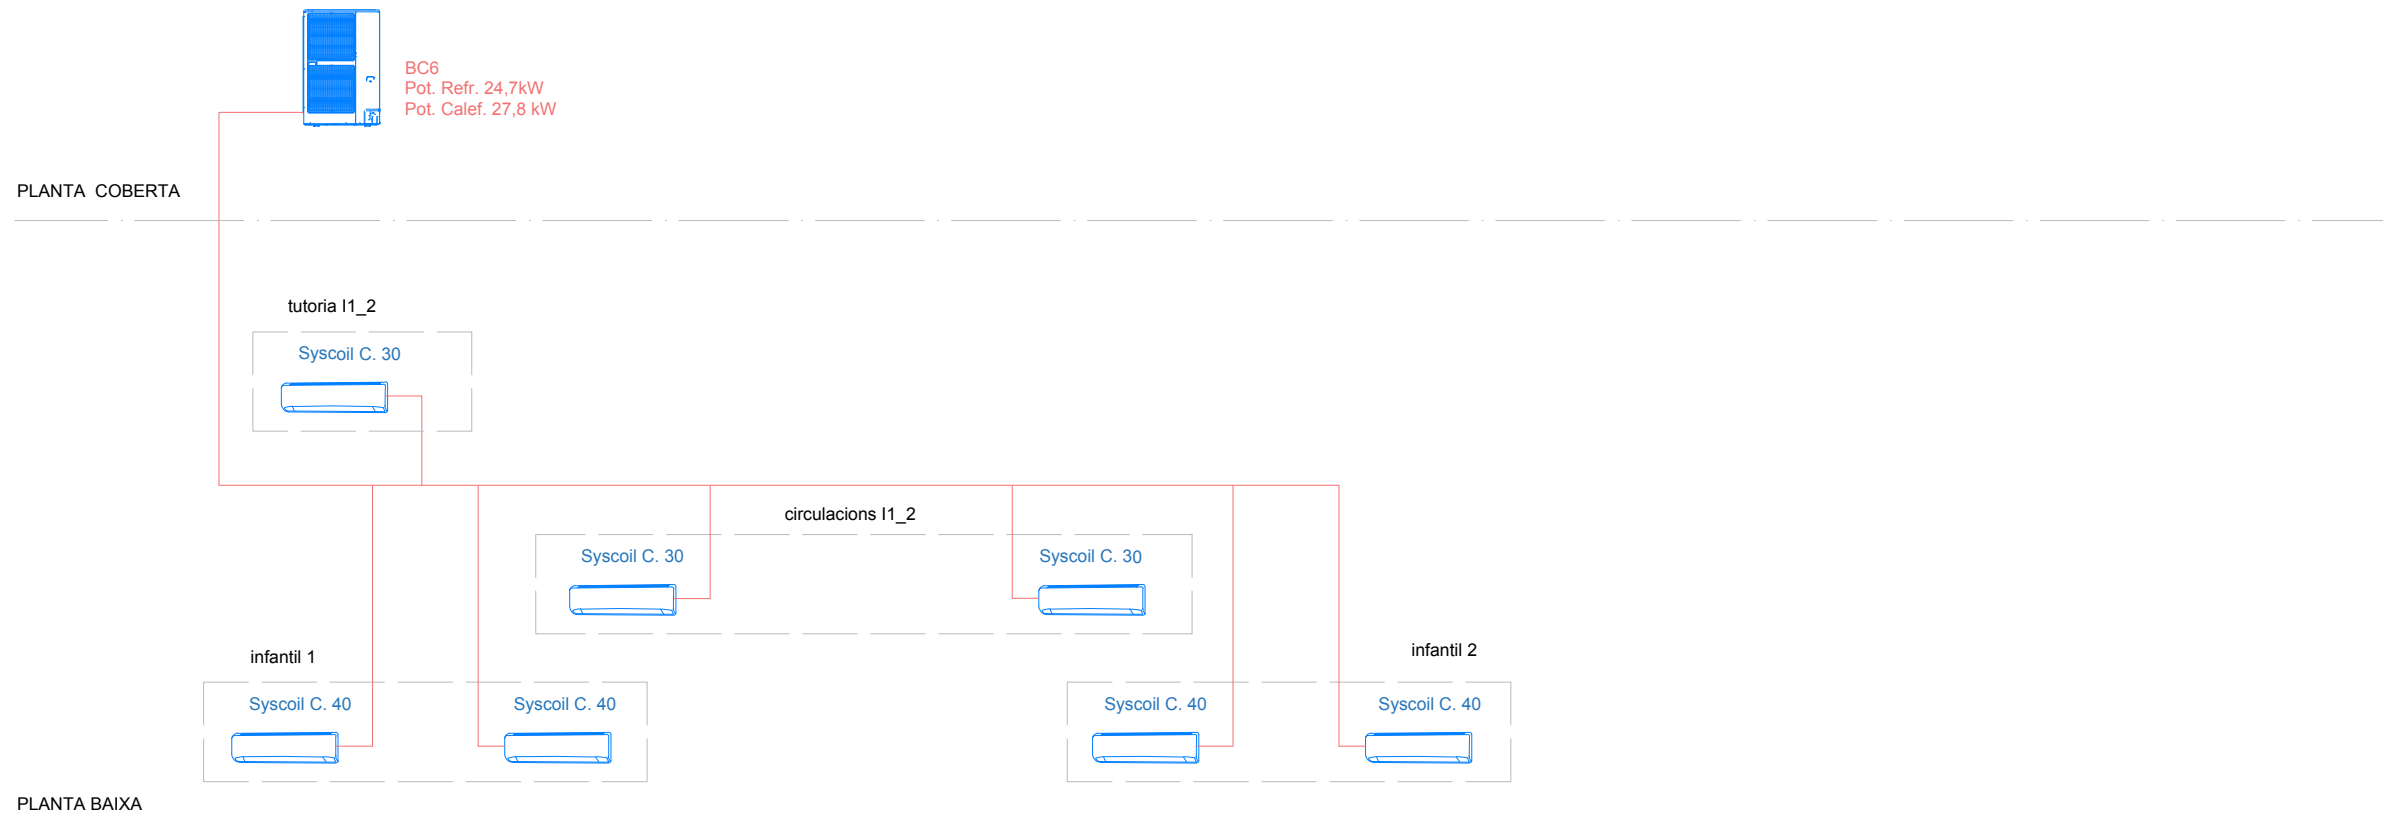 BC6
Pot. Refr. 24,7kW
Pot. Calef. 27,8 kW
PLANTA COBERTA
tutoria I1_2
Syscoil C. 30
circulacions I1_2
Syscoil C. 30
Syscoil C. 30
infantil 1
infantil 2
Syscoil C. 40
Syscoil C. 40
Syscoil C. 40
Syscoil C. 40
PLANTA BAIXA